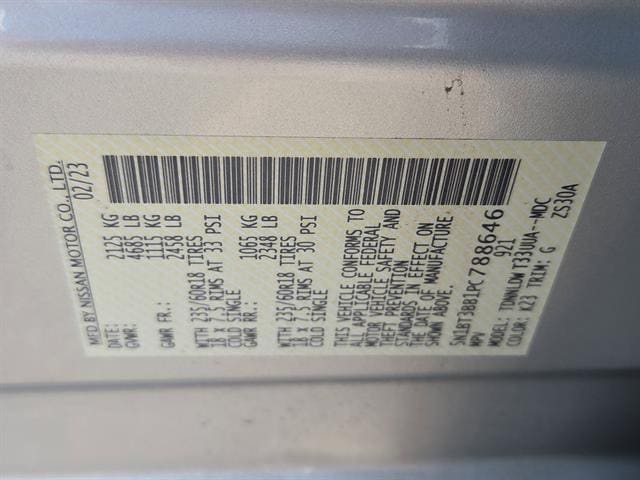 MFD BY NISSAN MOTOR CO., LTD.
02/23
GVWR: 2125 KG
4685 LB
GAWR FR.: 1115 KG
2458 LB
WITH 235/60R18 TIRES
18 x 7.5 RIMS AT 33 PSI
COLD SINGLE
GAWR RR.: 1065 KG
2348 LB
WITH 235/60R18 TIRES
18 x 7.5 RIMS AT 30 PSI
COLD SINGLE
THIS VEHICLE CONFORMS TO
ALL APPLICABLE FEDERAL
MOTOR VEHICLE SAFETY AND
THEFT PREVENTION
STANDARDS IN EFFECT ON
THE DATE OF MANUFACTURE
SHOWN ABOVE.
5N1BT3BB1PC788646
MPV 921
MODEL: TDNNLDW T33UUA--MDC
COLOR: K23 TRIM: G ZS30A